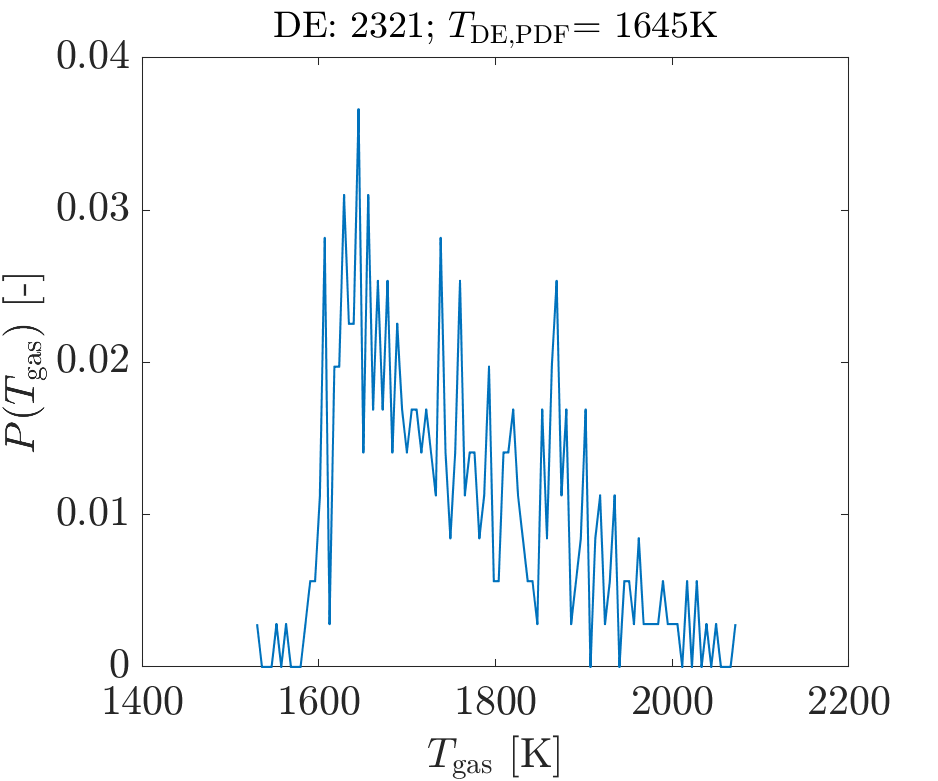 DE: 2321; T_DE,PDF= 1645K
0.04
0.03
0.02
0.01
0
P(T_gas) [-]
1400 1600 1800 2000 2200
T_gas [K]